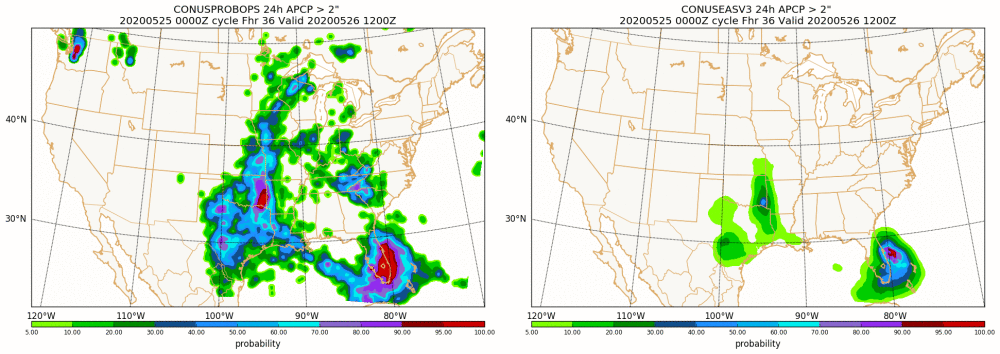 CONUSPROBOPS 24h APCP > 2"
20200525 0000Z cycle Fhr 36 Valid 20200526 1200Z
40°N
30°N
120°W 110°W 100°W 90°W 80°W
5.00 10.00 20.00 30.00 40.00 50.00 60.00 70.00 80.00 90.00 95.00 100.00
probability
CONUSEASV3 24h APCP > 2"
20200525 0000Z cycle Fhr 36 Valid 20200526 1200Z
40°N
30°N
120°W 110°W 100°W 90°W 80°W
5.00 10.00 20.00 30.00 40.00 50.00 60.00 70.00 80.00 90.00 95.00 100.00
probability